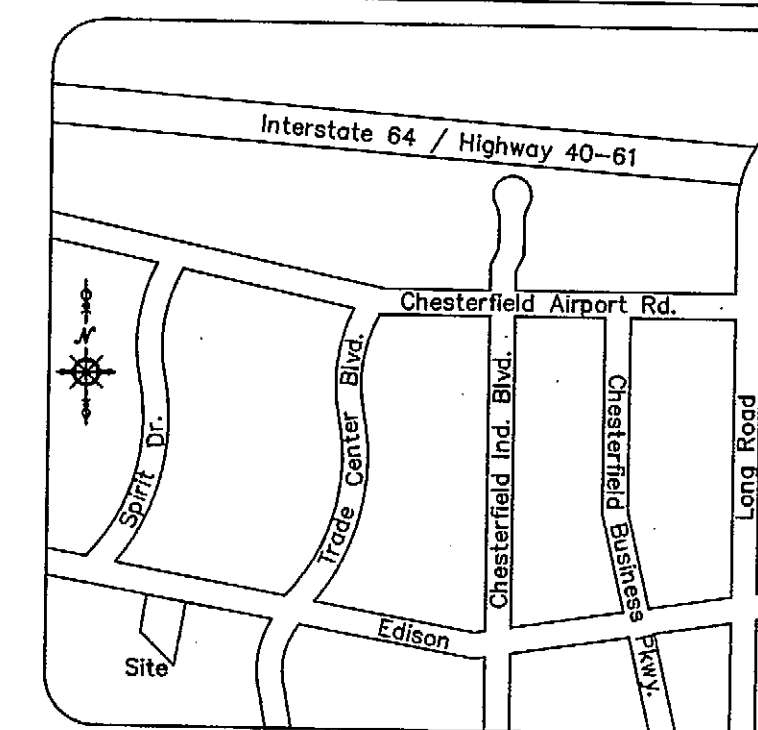 Interstate 64 / Highway 40-61
Chesterfield Airport Rd.
N
Spirit Dr.
Trade Center Blvd.
Chesterfield Ind. Blvd.
Chesterfield Business Pkwy.
Long Road
Edison
Site